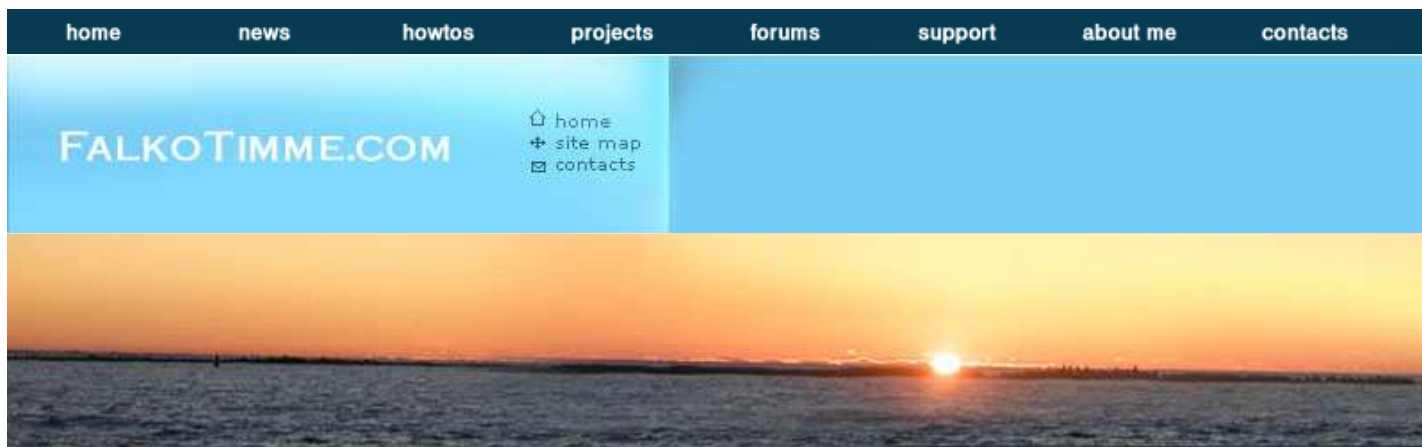 home news howtos projects forums support about me contacts
FALKOTIMME.COM
home
site map
contacts